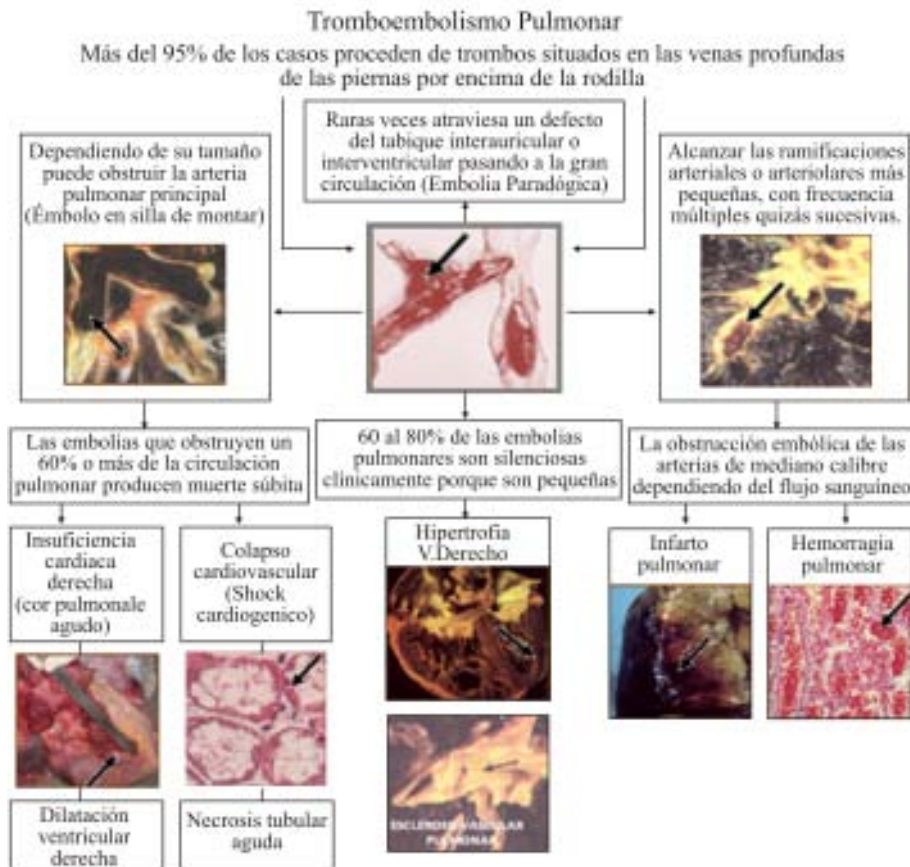 Tromboembolismo Pulmonar
Más del 95% de los casos proceden de trombos situados en las venas profundas
de las piernas por encima de la rodilla
Raras veces atraviesa un defecto
del tabique interauricular o
interventricular pasando a la gran
circulación (Embolia Paradógica)
Dependiendo de su tamaño
puede obstruir la arteria
pulmonar principal
(Émbolo en silla de montar)
Alcanzar las ramificaciones
arteriales o arteriolares más
pequeñas, con frecuencia
múltiples quizás sucesivas.
Las embolias que obstruyen un
60% o más de la circulación
pulmonar producen muerte súbita
60 al 80% de las embolias
pulmonares son silenciosas
clínicamente porque son pequeñas
La obstrucción embólica de las
arterias de mediano calibre
dependiendo del flujo sanguíneo
Insuficiencia
cardiaca
derecha
(cor pulmonale
agudo)
Colapso
cardiovascular
(Shock
cardiogenico)
Hipertrofia
V.Derecho
Infarto
pulmonar
Hemorragia
pulmonar
ESCLEROSIS VASCULAR
PULMONAR
Dilatación
ventricular
derecha
Necrosis tubular
aguda